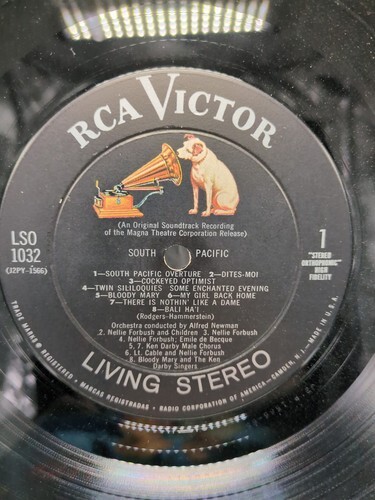 RCA VICTOR
(An Original Soundtrack Recording
of the Magna Theatre Corporation Release)
LSO
1032
(J2PY-1566)
SOUTH PACIFIC
1
"STEREO
ORTHOPHONIC"
HIGH
FIDELITY
1—SOUTH PACIFIC OVERTURE 2—DITES-MOI
3—COCKEYED OPTIMIST
4—TWIN SILILOQUIES SOME ENCHANTED EVENING
5—BLOODY MARY 6—MY GIRL BACK HOME
7—THERE IS NOTHIN' LIKE A DAME
8—BALI HA'I
(Rodgers-Hammerstein)
Orchestra conducted by Alfred Newman
2. Nellie Forbush and Children 3. Nellie Forbush
4. Nellie Forbush; Emile de Becque
5. 7. Ken Darby Male Chorus
6. Lt. Cable and Nellie Forbush
8. Bloody Mary and The Ken
Darby Singers
LIVING STEREO
TRADE MARKS ® REGISTERED • MARCAS REGISTRADAS • RADIO CORPORATION OF AMERICA—CAMDEN, N.J.—MADE IN U.S.A.